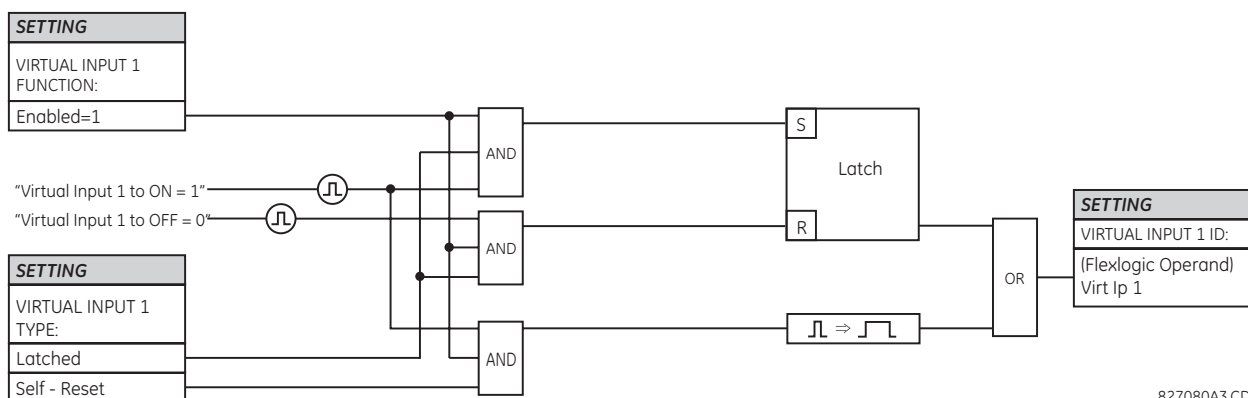 SETTING
VIRTUAL INPUT 1
FUNCTION:
Enabled=1
"Virtual Input 1 to ON = 1"
"Virtual Input 1 to OFF = 0"
SETTING
VIRTUAL INPUT 1
TYPE:
Latched
Self - Reset
AND
AND
AND
S
Latch
R
OR
SETTING
VIRTUAL INPUT 1 ID:
(Flexlogic Operand)
Virt Ip 1